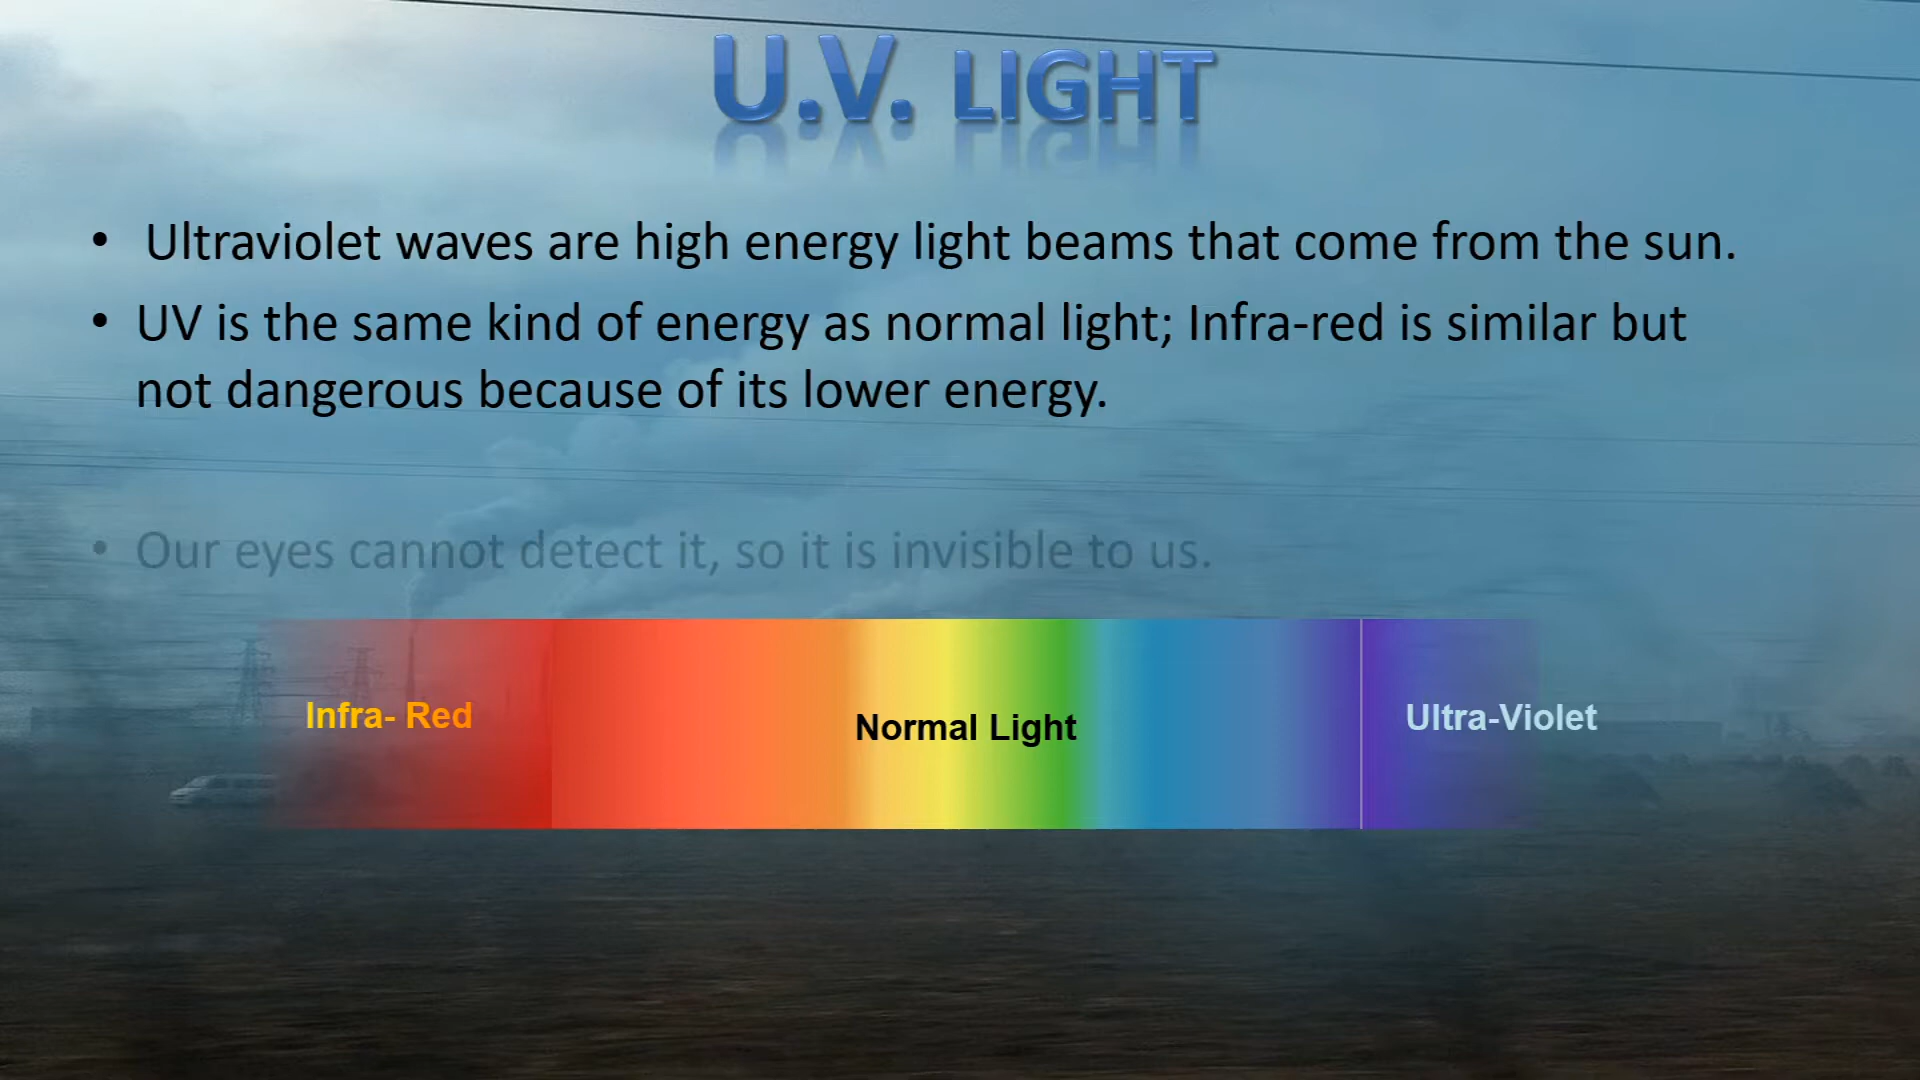 U.V. LIGHT
• Ultraviolet waves are high energy light beams that come from the sun.
• UV is the same kind of energy as normal light; Infra-red is similar but
not dangerous because of its lower energy.
• Our eyes cannot detect it, so it is invisible to us.
Infra- Red
Normal Light
Ultra-Violet